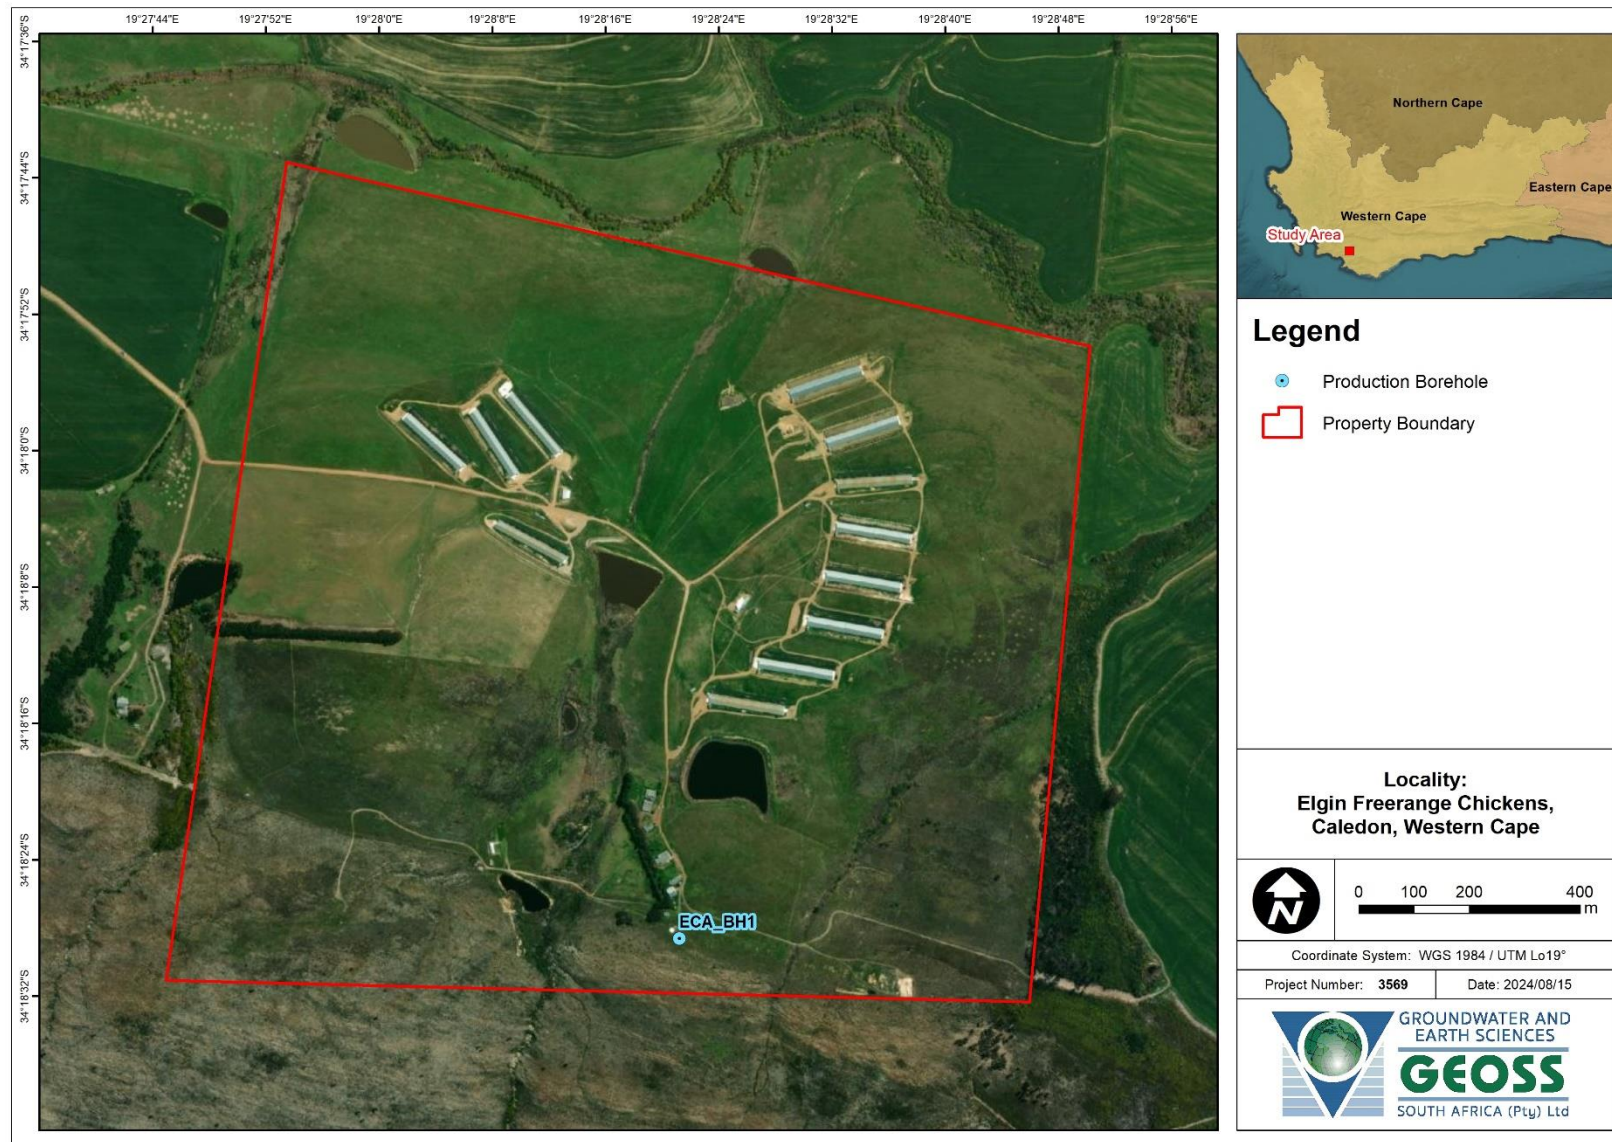 19°27'44"E
19°27'52"E
19°28'0"E
19°28'8"E
19°28'16"E
19°28'24"E
19°28'32"E
19°28'40"E
19°28'48"E
19°28'56"E
34°17'36"S
34°17'44"S
34°17'52"S
34°18'0"S
34°18'8"S
34°18'16"S
34°18'24"S
34°18'32"S
ECA_BH1
Northern Cape
Eastern Cape
Western Cape
Study Area
Legend
Production Borehole
Property Boundary
Locality:
Elgin Freerange Chickens,
Caledon, Western Cape
N
0 100 200 400
m
Coordinate System: WGS 1984 / UTM Lo19°
Project Number: 3569
Date: 2024/08/15
GROUNDWATER AND
EARTH SCIENCES
GEOSS
SOUTH AFRICA (Pty) Ltd